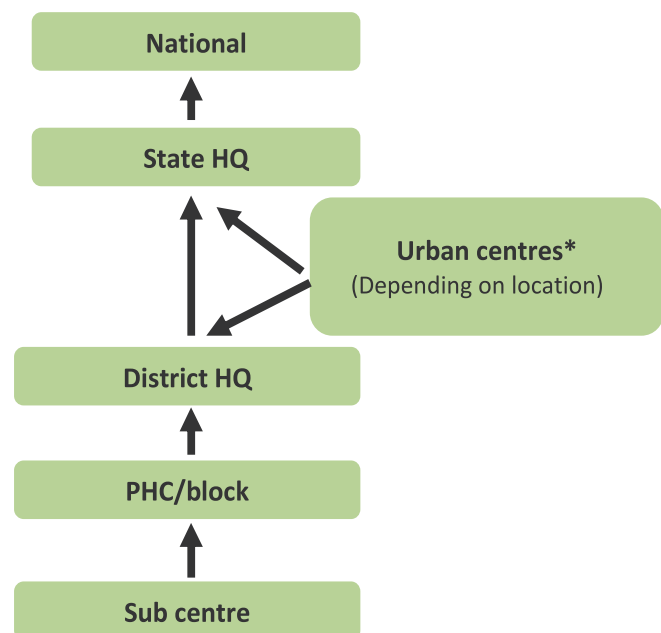 National
State HQ
Urban centres*
(Depending on location)
District HQ
PHC/block
Sub centre